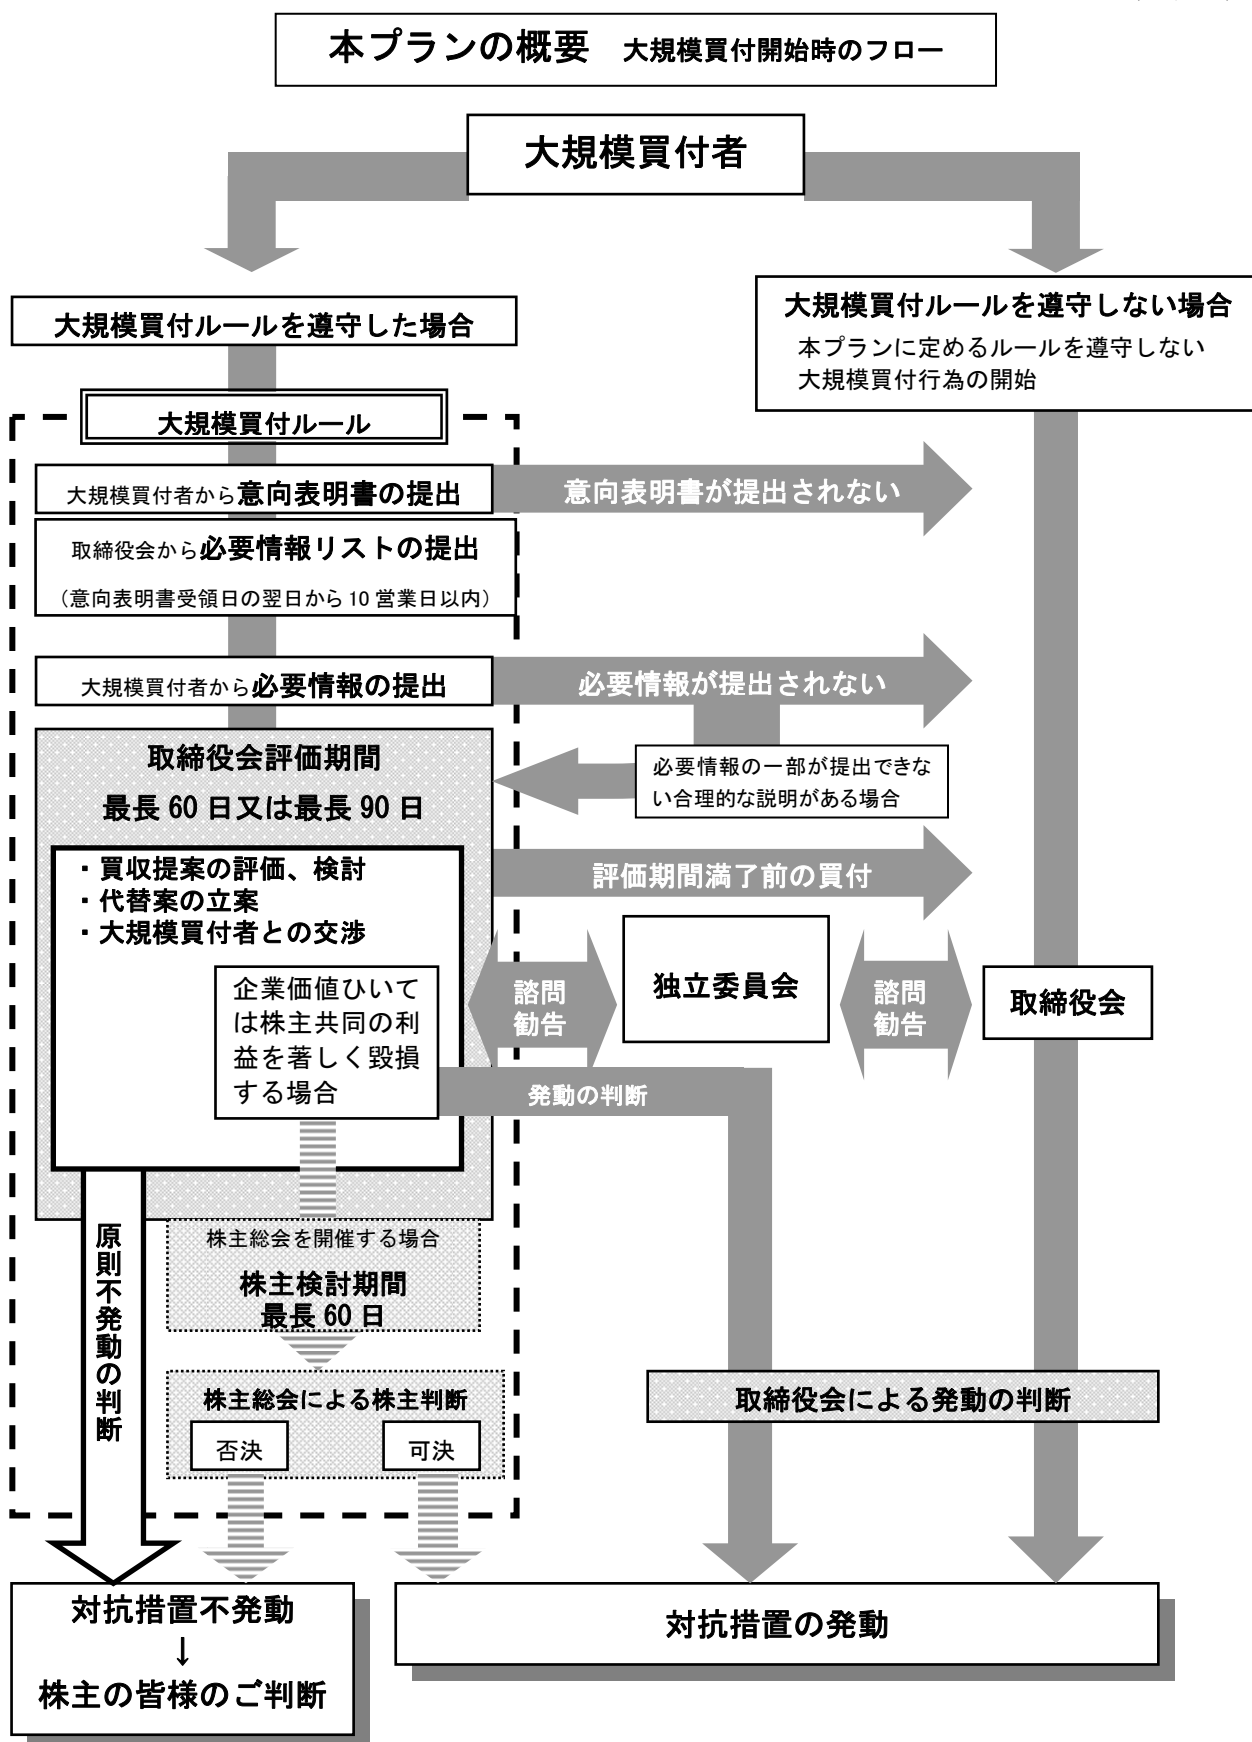 本プランの概要 大規模買付開始時のフロー
大規模買付者
大規模買付ルールを遵守した場合
大規模買付ルールを遵守しない場合
本プランに定めるルールを遵守しない
大規模買付行為の開始
大規模買付ルール
大規模買付者から意向表明書の提出
意向表明書が提出されない
取締役会から必要情報リストの提出
(意向表明書受領日の翌日から10営業日以内)
大規模買付者から必要情報の提出
必要情報が提出されない
取締役会評価期間
最長60日又は最長90日
必要情報の一部が提出できな
い合理的な説明がある場合
・買収提案の評価、検討
・代替案の立案
・大規模買付者との交渉
評価期間満了前の買付
企業価値ひいて
は株主共同の利
益を著しく毀損
する場合
諮問
勧告
独立委員会
諮問
勧告
取締役会
発動の判断
原則不発動の判断
株主総会を開催する場合
株主検討期間
最長60日
株主総会による株主判断
否決
可決
取締役会による発動の判断
対抗措置不発動
↓
株主の皆様のご判断
対抗措置の発動